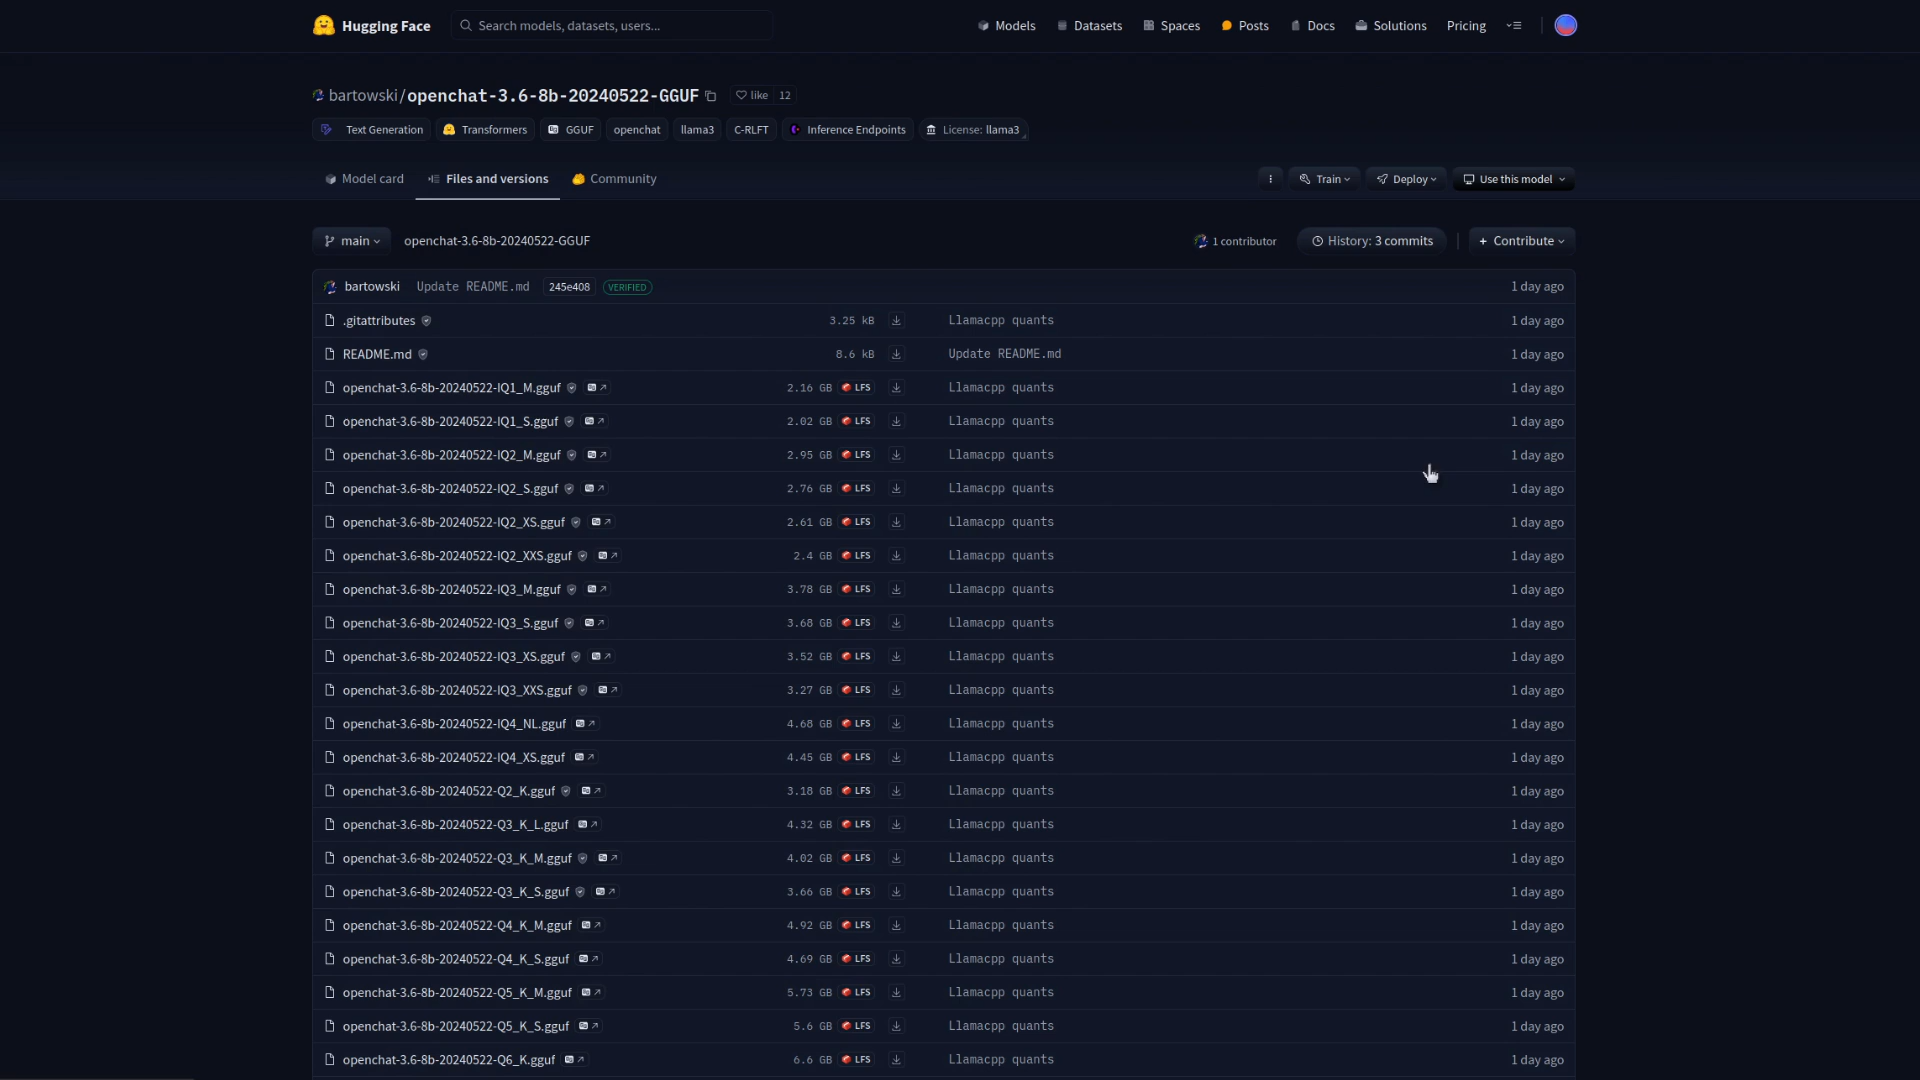 Hugging Face
Search models, datasets, users...
Models
Datasets
Spaces
Posts
Docs
Solutions
Pricing
bartowski/openchat-3.6-8b-20240522-GGUF
like 12
Text Generation
Transformers
GGUF
openchat
llama3
C-RLFT
Inference Endpoints
License: llama3
Model card
Files and versions
Community
Train
Deploy
Use this model
main
openchat-3.6-8b-20240522-GGUF
1 contributor
History: 3 commits
+ Contribute
bartowski Update README.md 245e408 VERIFIED 1 day ago
.gitattributes 3.25 kB Llamacpp quants 1 day ago
README.md 8.6 kB Update README.md 1 day ago
openchat-3.6-8b-20240522-IQ1_M.gguf 2.16 GB LFS Llamacpp quants 1 day ago
openchat-3.6-8b-20240522-IQ1_S.gguf 2.02 GB LFS Llamacpp quants 1 day ago
openchat-3.6-8b-20240522-IQ2_M.gguf 2.95 GB LFS Llamacpp quants 1 day ago
openchat-3.6-8b-20240522-IQ2_S.gguf 2.76 GB LFS Llamacpp quants 1 day ago
openchat-3.6-8b-20240522-IQ2_XS.gguf 2.61 GB LFS Llamacpp quants 1 day ago
openchat-3.6-8b-20240522-IQ2_XXS.gguf 2.4 GB LFS Llamacpp quants 1 day ago
openchat-3.6-8b-20240522-IQ3_M.gguf 3.78 GB LFS Llamacpp quants 1 day ago
openchat-3.6-8b-20240522-IQ3_S.gguf 3.68 GB LFS Llamacpp quants 1 day ago
openchat-3.6-8b-20240522-IQ3_XS.gguf 3.52 GB LFS Llamacpp quants 1 day ago
openchat-3.6-8b-20240522-IQ3_XXS.gguf 3.27 GB LFS Llamacpp quants 1 day ago
openchat-3.6-8b-20240522-IQ4_NL.gguf 4.68 GB LFS Llamacpp quants 1 day ago
openchat-3.6-8b-20240522-IQ4_XS.gguf 4.45 GB LFS Llamacpp quants 1 day ago
openchat-3.6-8b-20240522-Q2_K.gguf 3.18 GB LFS Llamacpp quants 1 day ago
openchat-3.6-8b-20240522-Q3_K_L.gguf 4.32 GB LFS Llamacpp quants 1 day ago
openchat-3.6-8b-20240522-Q3_K_M.gguf 4.02 GB LFS Llamacpp quants 1 day ago
openchat-3.6-8b-20240522-Q3_K_S.gguf 3.66 GB LFS Llamacpp quants 1 day ago
openchat-3.6-8b-20240522-Q4_K_M.gguf 4.92 GB LFS Llamacpp quants 1 day ago
openchat-3.6-8b-20240522-Q4_K_S.gguf 4.69 GB LFS Llamacpp quants 1 day ago
openchat-3.6-8b-20240522-Q5_K_M.gguf 5.73 GB LFS Llamacpp quants 1 day ago
openchat-3.6-8b-20240522-Q5_K_S.gguf 5.6 GB LFS Llamacpp quants 1 day ago
openchat-3.6-8b-20240522-Q6_K.gguf 6.6 GB LFS Llamacpp quants 1 day ago